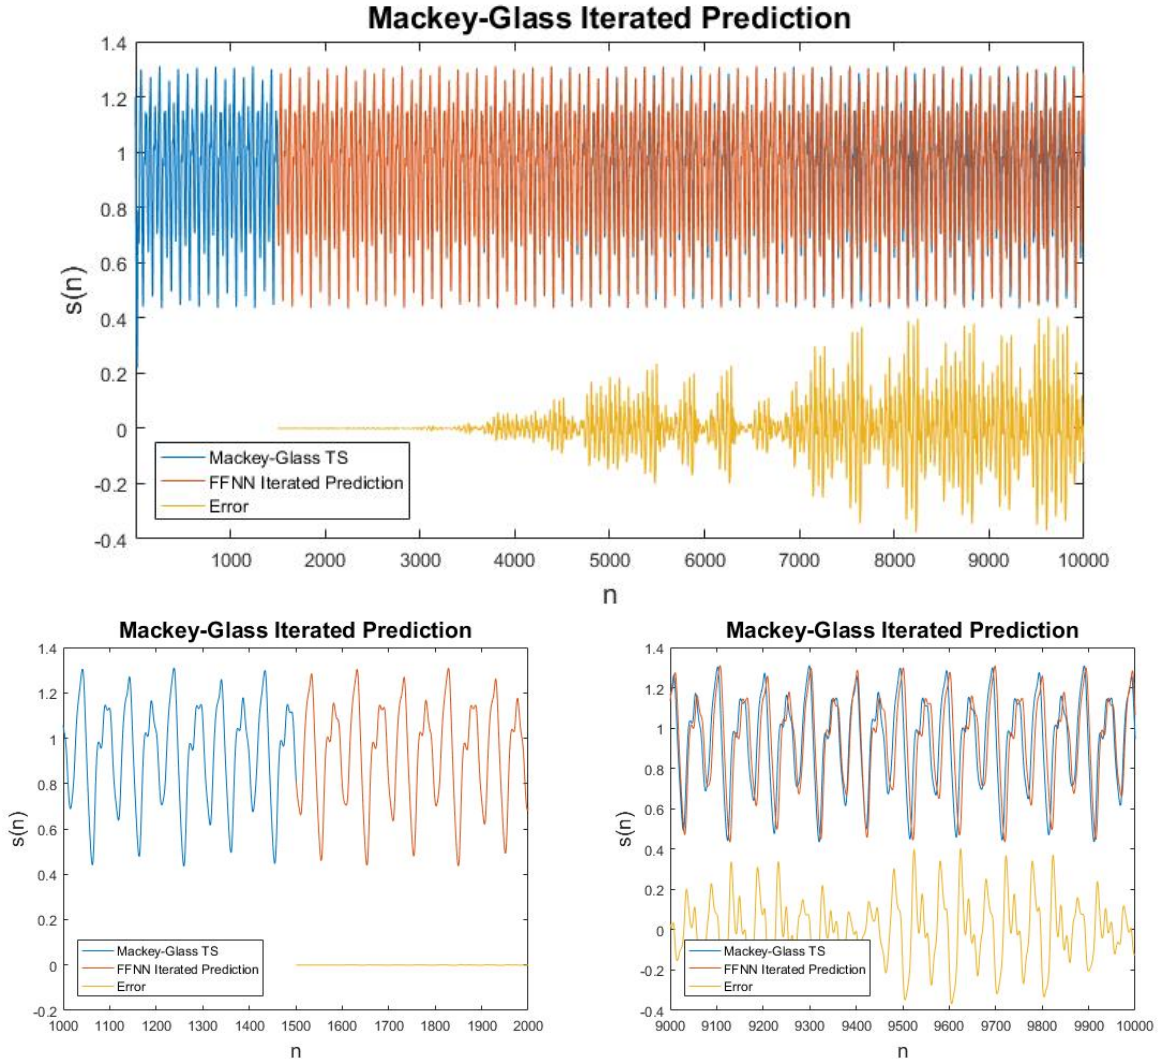 Mackey-Glass Iterated Prediction
1.4
1.2
1
0.8
0.6
0.4
0.2
0
-0.2
-0.4
s(n)
Mackey-Glass TS
FFNN Iterated Prediction
Error
1000 2000 3000 4000 5000 6000 7000 8000 9000 10000
n
Mackey-Glass Iterated Prediction
1.4
1.2
1
0.8
0.6
0.4
0.2
0
-0.2
s(n)
Mackey-Glass TS
FFNN Iterated Prediction
Error
1000 1100 1200 1300 1400 1500 1600 1700 1800 1900 2000
n
Mackey-Glass Iterated Prediction
1.4
1.2
1
0.8
0.6
0.4
0.2
0
-0.2
-0.4
s(n)
Mackey-Glass TS
FFNN Iterated Prediction
Error
9000 9100 9200 9300 9400 9500 9600 9700 9800 9900 10000
n